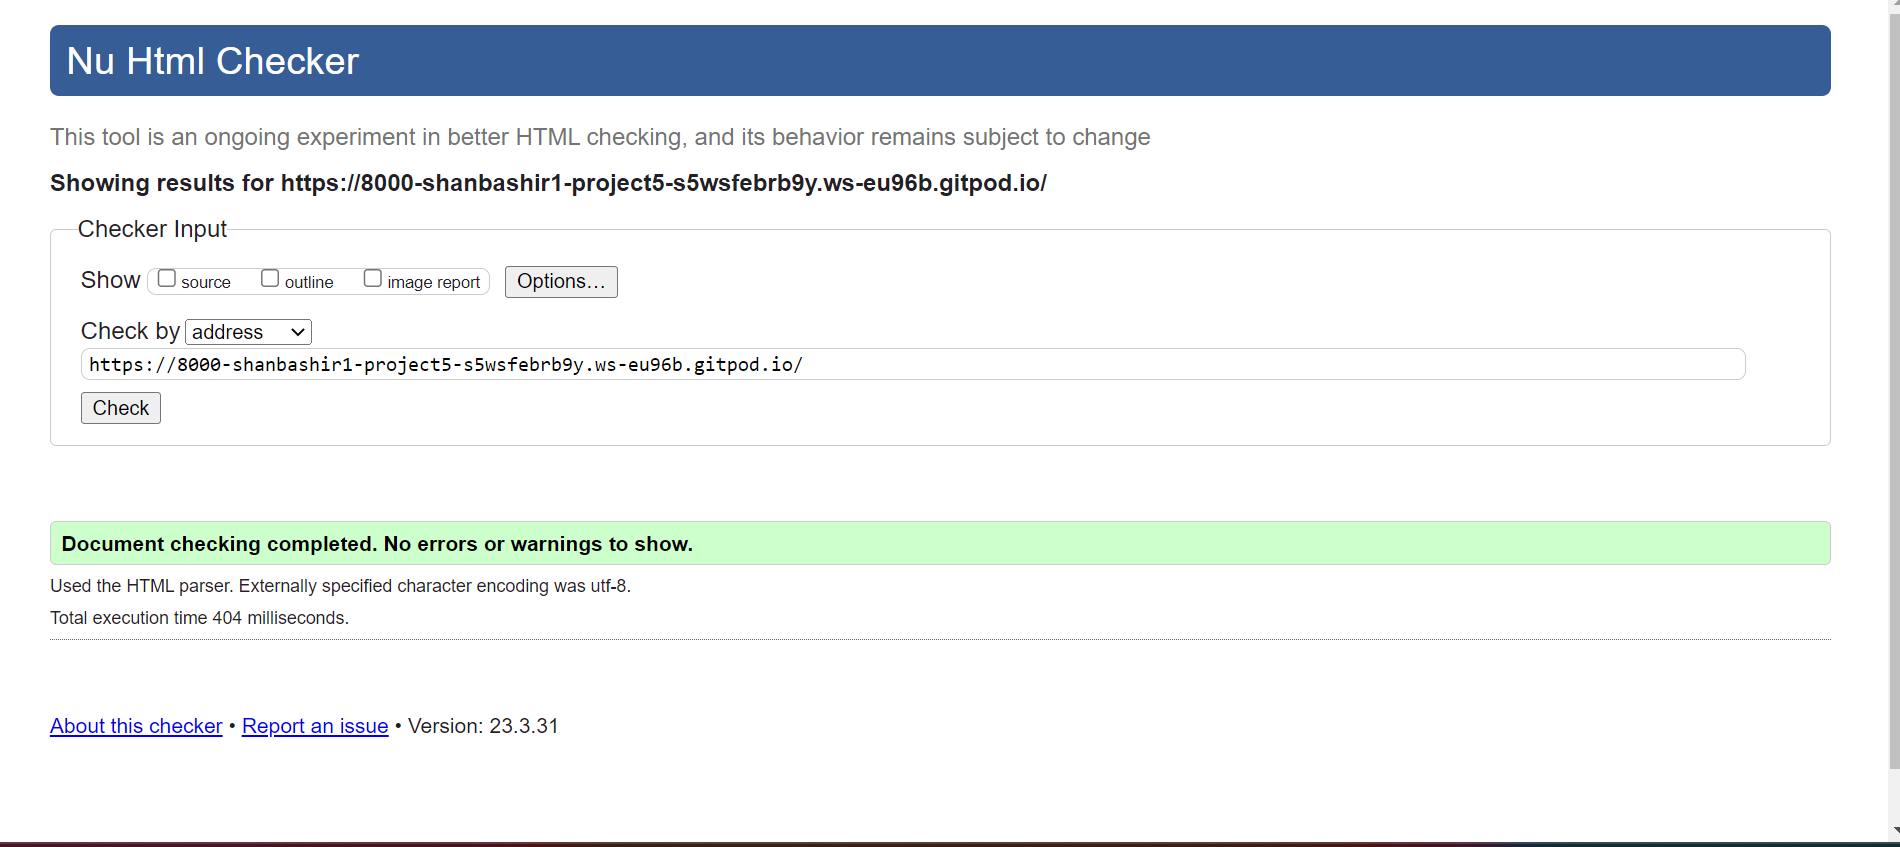 Nu Html Checker
This tool is an ongoing experiment in better HTML checking, and its behavior remains subject to change
Showing results for https://8000-shanbashir1-project5-s5wsfebrb9y.ws-eu96b.gitpod.io/
Checker Input
Show source outline image report Options...
Check by address
https://8000-shanbashir1-project5-s5wsfebrb9y.ws-eu96b.gitpod.io/
Check
Document checking completed. No errors or warnings to show.
Used the HTML parser. Externally specified character encoding was utf-8.
Total execution time 404 milliseconds.
About this checker • Report an issue • Version: 23.3.31